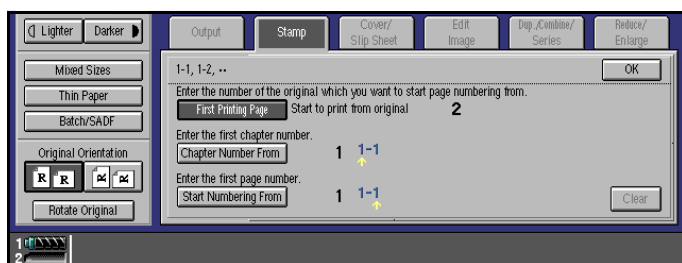 Lighter Darker
Output Stamp Cover/ Slip Sheet Edit Image Dup./Combine/ Series Reduce/ Enlarge
Mixed Sizes
Thin Paper
Batch/SADF
Original Orientation
R R R R
Rotate Original
1-1, 1-2, ··
OK
Enter the number of the original which you want to start page numbering from.
First Printing Page Start to print from original 2
Enter the first chapter number.
Chapter Number From 1 1-1
Enter the first page number.
Start Numbering From 1 1-1
Clear
1
2